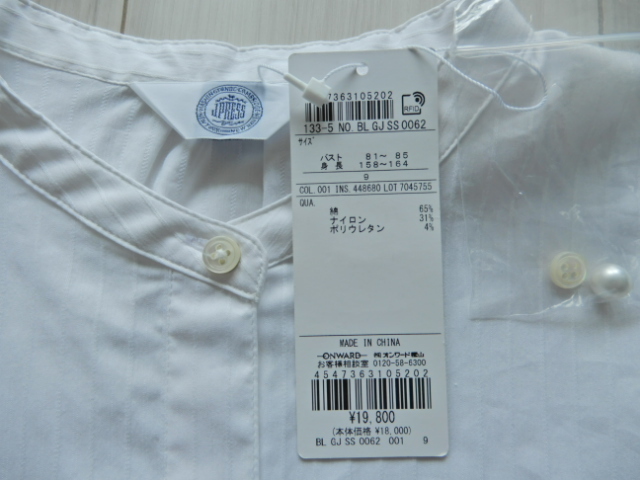 J.PRESS
7363105202
RFID
133-5 NO. BL GJ SS 0062
サイズ
バスト 81～ 85
身 長 158～164
9
COL. 001 INS. 448680 LOT 7045755
QUA.
綿 65%
ナイロン 31%
ポリウレタン 4%
MADE IN CHINA
ONWARD ㈱オンワード樫山
お客様相談室 0120-58-6300
4547363105202
¥19,800
(本体価格 ¥18,000)
BL GJ SS 0062 001 9